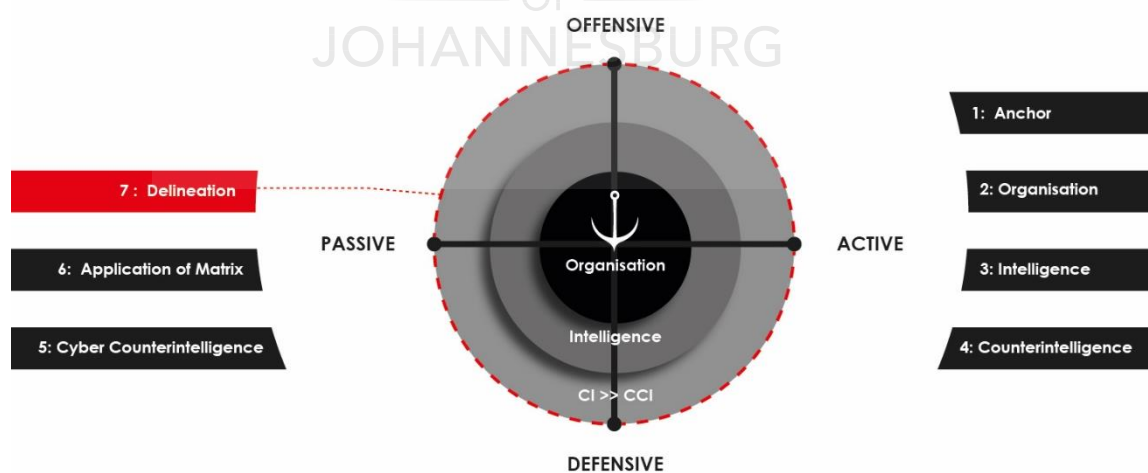 OF
JOHANNESBURG
OFFENSIVE
1: Anchor
7 : Delineation
2: Organisation
PASSIVE
ACTIVE
Organisation
6: Application of Matrix
3: Intelligence
Intelligence
5: Cyber Counterintelligence
4: Counterintelligence
CI >> CCI
DEFENSIVE